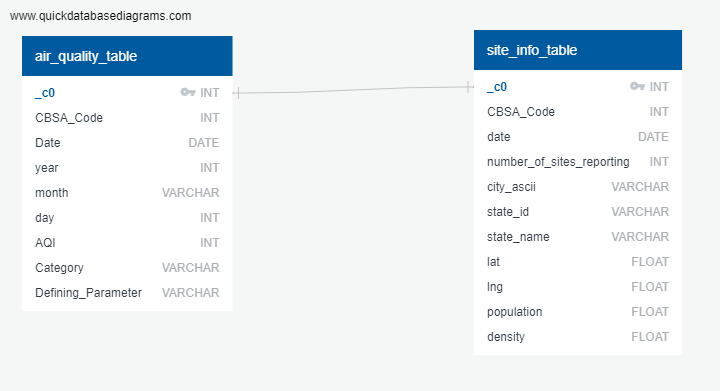 www.quickdatabasediagrams.com
air_quality_table
_c0 INT
CBSA_Code INT
Date DATE
year INT
month VARCHAR
day INT
AQI INT
Category VARCHAR
Defining_Parameter VARCHAR
site_info_table
_c0 INT
CBSA_Code INT
date DATE
number_of_sites_reporting INT
city_ascii VARCHAR
state_id VARCHAR
state_name VARCHAR
lat FLOAT
lng FLOAT
population FLOAT
density FLOAT